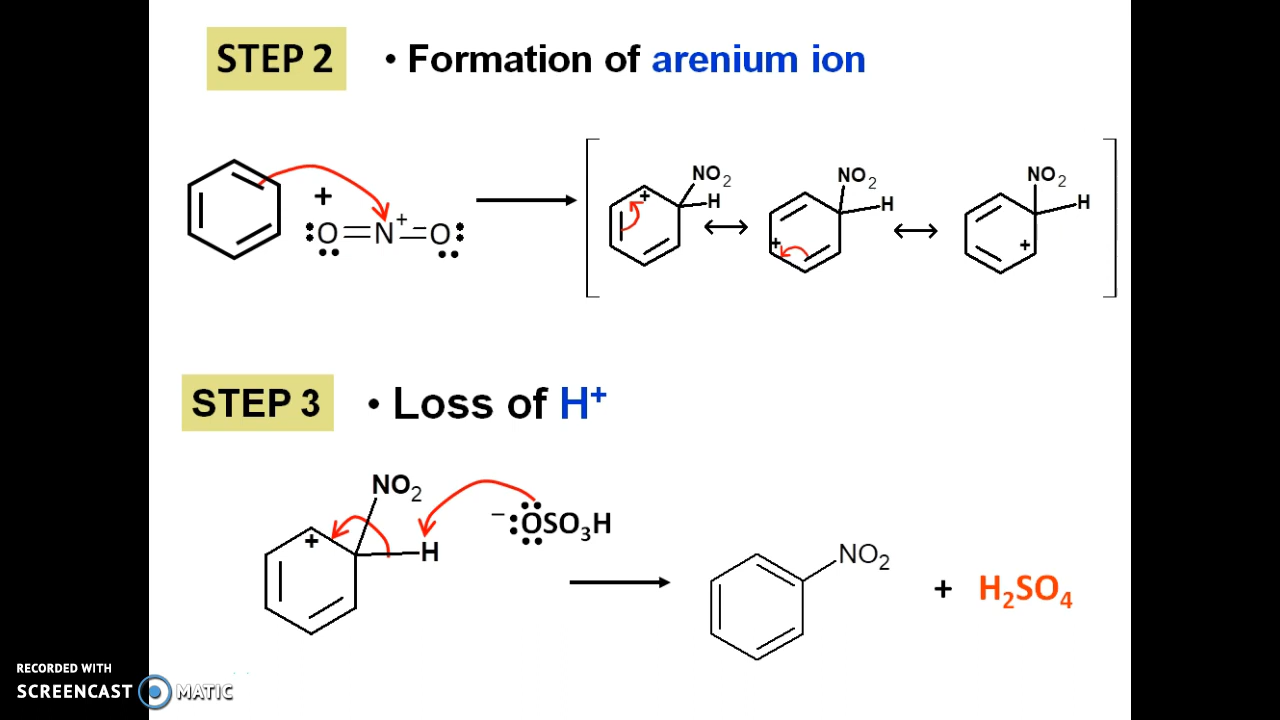 STEP 2 • Formation of arenium ion
+ :O=N⁺=O:
NO₂ H + NO₂ H + NO₂ H +
STEP 3 • Loss of H⁺
NO₂ + H ⁻:OSO₃H
NO₂ + H₂SO₄
RECORDED WITH
SCREENCAST MATIC